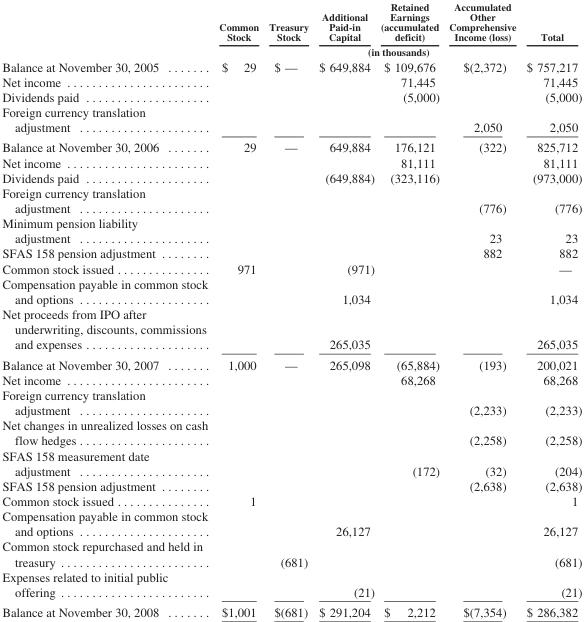 Common Stock Treasury Stock Additional Paid-in Capital Retained Earnings (accumulated deficit) Accumulated Other Comprehensive Income (loss) Total
(in thousands)
Balance at November 30, 2005 ....... $ 29 $ — $ 649,884 $ 109,676 $(2,372) $ 757,217
Net income ..................... 71,445 71,445
Dividends paid ................... (5,000) (5,000)
Foreign currency translation
adjustment .................... 2,050 2,050
Balance at November 30, 2006 ....... 29 — 649,884 176,121 (322) 825,712
Net income ..................... 81,111 81,111
Dividends paid ................... (649,884) (323,116) (973,000)
Foreign currency translation
adjustment .................... (776) (776)
Minimum pension liability
adjustment .................... 23 23
SFAS 158 pension adjustment ........ 882 882
Common stock issued ............... 971 (971) —
Compensation payable in common stock
and options .................... 1,034 1,034
Net proceeds from IPO after
underwriting, discounts, commissions
and expenses ................... 265,035 265,035
Balance at November 30, 2007 ....... 1,000 — 265,098 (65,884) (193) 200,021
Net income ..................... 68,268 68,268
Foreign currency translation
adjustment .................... (2,233) (2,233)
Net changes in unrealized losses on cash
flow hedges .................... (2,258) (2,258)
SFAS 158 measurement date
adjustment .................... (172) (32) (204)
SFAS 158 pension adjustment ........ (2,638) (2,638)
Common stock issued ............... 1 1
Compensation payable in common stock
and options .................... 26,127 26,127
Common stock repurchased and held in
treasury ....................... (681) (681)
Expenses related to initial public
offering ....................... (21) (21)
Balance at November 30, 2008 ....... $1,001 $(681) $ 291,204 $ 2,212 $(7,354) $ 286,382